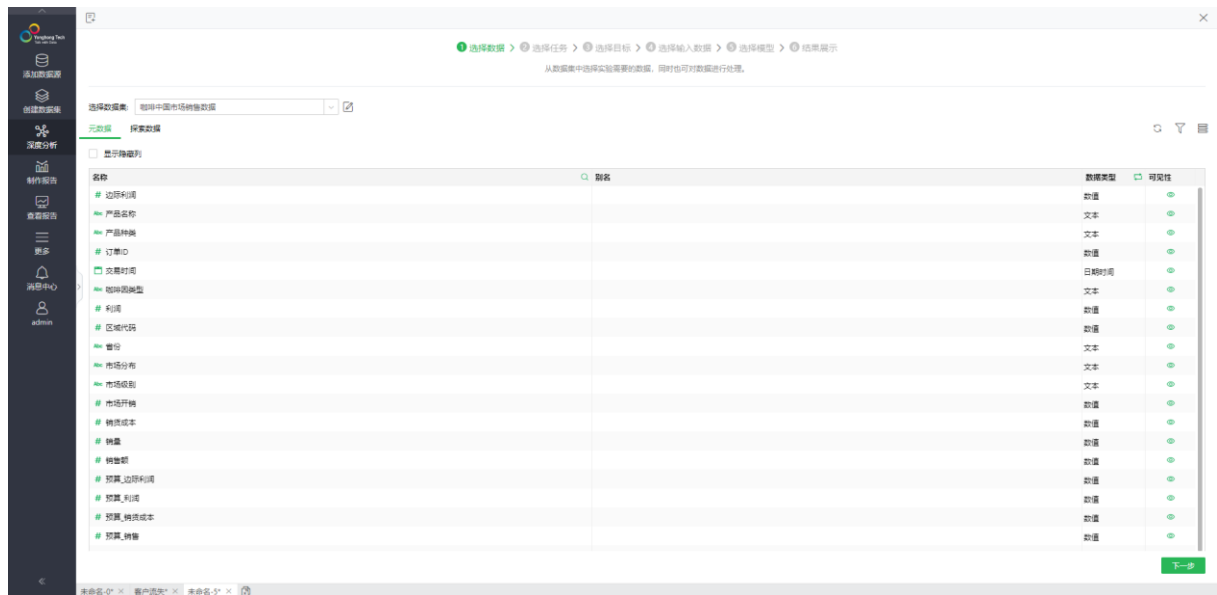 Yonghong Tech
添加数据源
创建数据集
深度分析
制作报告
查看报告
更多
消息中心
admin
1 选择数据 > 2 选择任务 > 3 选择目标 > 4 选择输入数据 > 5 选择模型 > 6 结果展示
从数据集中选择实验需要的数据，同时也可对数据进行处理。
选择数据集: 咖啡中国市场销售数据
元数据 探索数据
显示隐藏列
名称 别名 数据类型 可见性
# 边际利润 数值
Abc 产品名称 文本
Abc 产品种类 文本
# 订单ID 数值
交易时间 日期时间
Abc 咖啡因类型 文本
# 利润 数值
# 区域代码 数值
Abc 省份 文本
Abc 市场分布 文本
Abc 市场级别 文本
# 市场开销 数值
# 销货成本 数值
# 销量 数值
# 销售额 数值
# 预算_边际利润 数值
# 预算_利润 数值
# 预算_销货成本 数值
# 预算_销售 数值
下一步
未命名-0* × 客户流失* × 未命名-5* ×